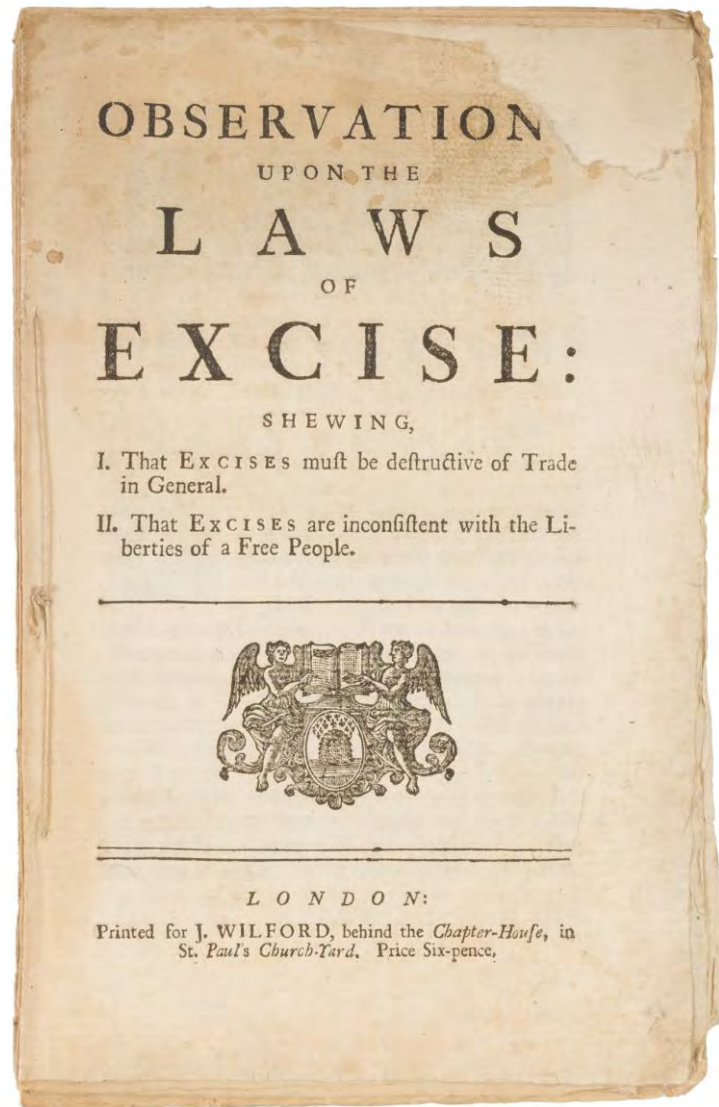 OBSERVATION
UPON THE
LAWS
OF
EXCISE:
SHEWING,
I. That EXCISES muſt be deſtructive of Trade
in General.
II. That EXCISES are inconſiſtent with the Li-
berties of a Free People.
LONDON:
Printed for J. WILFORD, behind the Chapter-Houſe, in
St. Paul's Church-Yard. Price Six-pence.